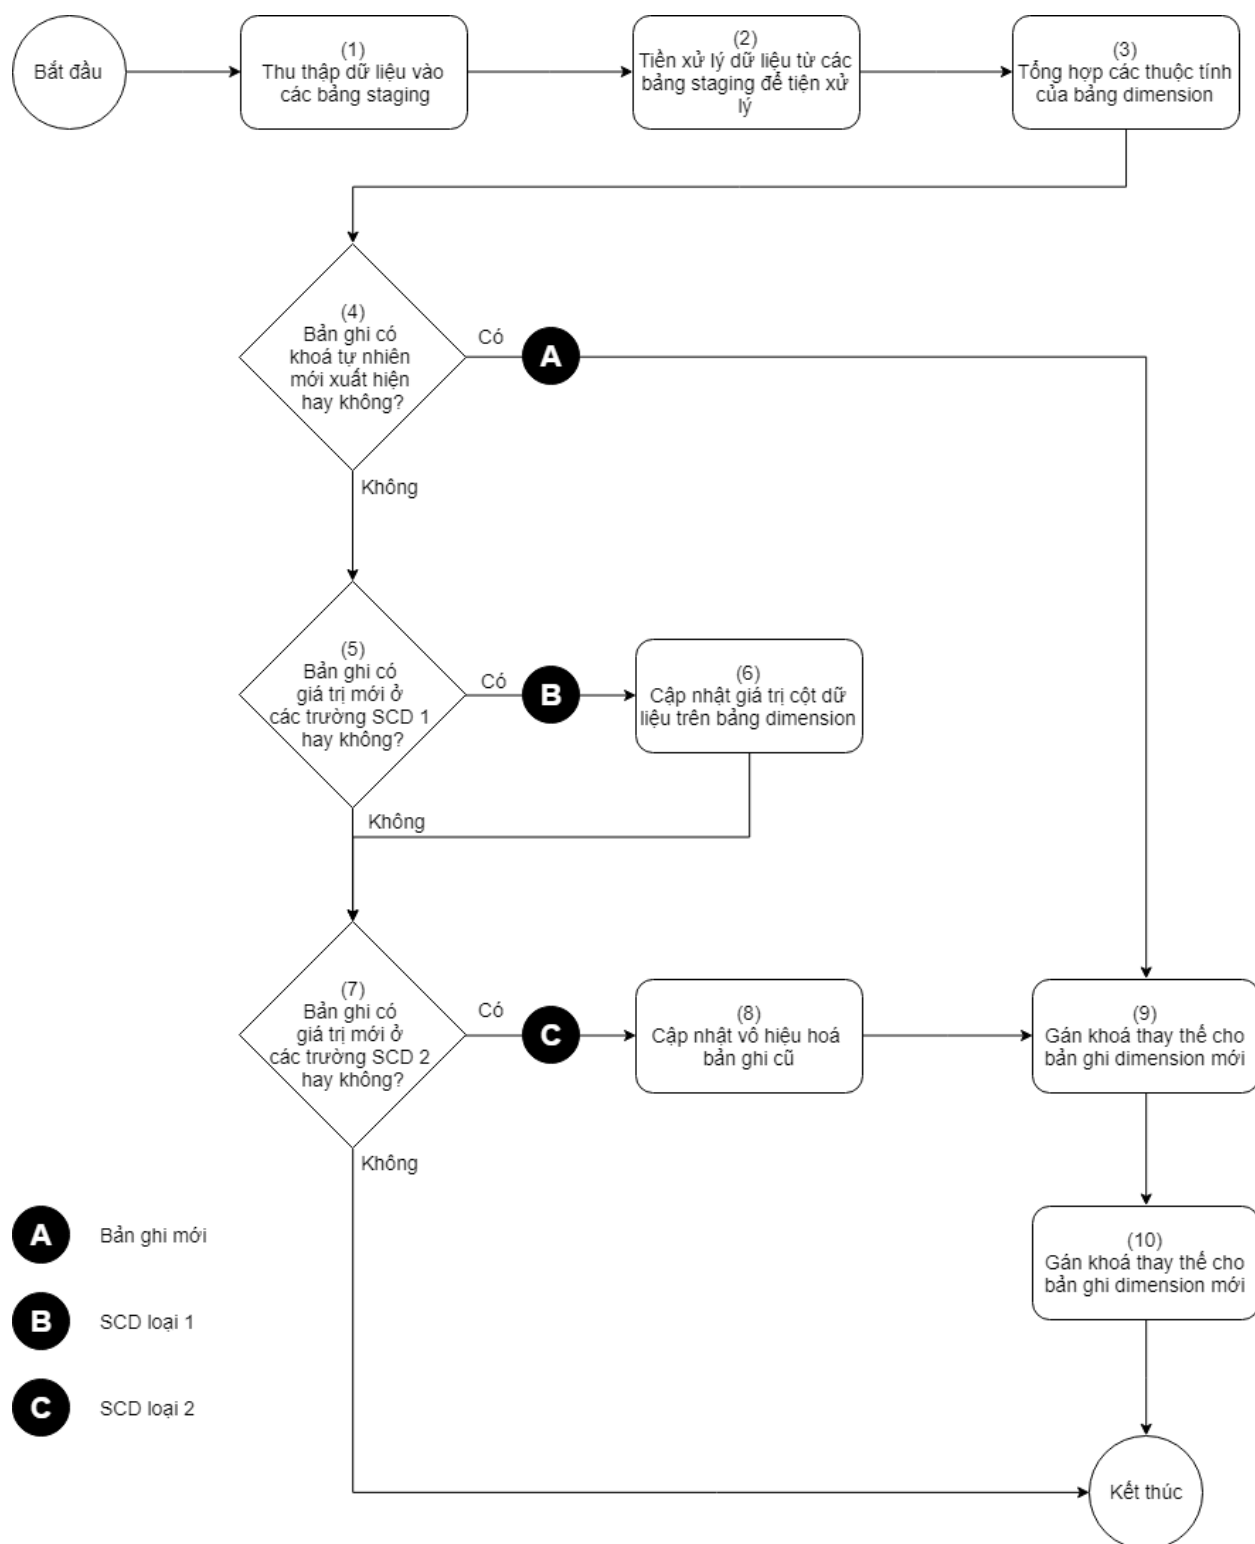 Bắt đầu
(1)
Thu thập dữ liệu vào
các bảng staging
(2)
Tiền xử lý dữ liệu từ các
bảng staging để tiện xử
lý
(3)
Tổng hợp các thuộc tính
của bảng dimension
(4)
Bản ghi có
khoá tự nhiên
mới xuất hiện
hay không?
Có
A
Không
(5)
Bản ghi có
giá trị mới ở
các trường SCD 1
hay không?
Có
B
(6)
Cập nhật giá trị cột dữ
liệu trên bảng dimension
Không
(7)
Bản ghi có
giá trị mới ở
các trường SCD 2
hay không?
Có
C
(8)
Cập nhật vô hiệu hoá
bản ghi cũ
(9)
Gán khoá thay thế cho
bản ghi dimension mới
Không
(10)
Gán khoá thay thế cho
bản ghi dimension mới
A
Bản ghi mới
B
SCD loại 1
C
SCD loại 2
Kết thúc